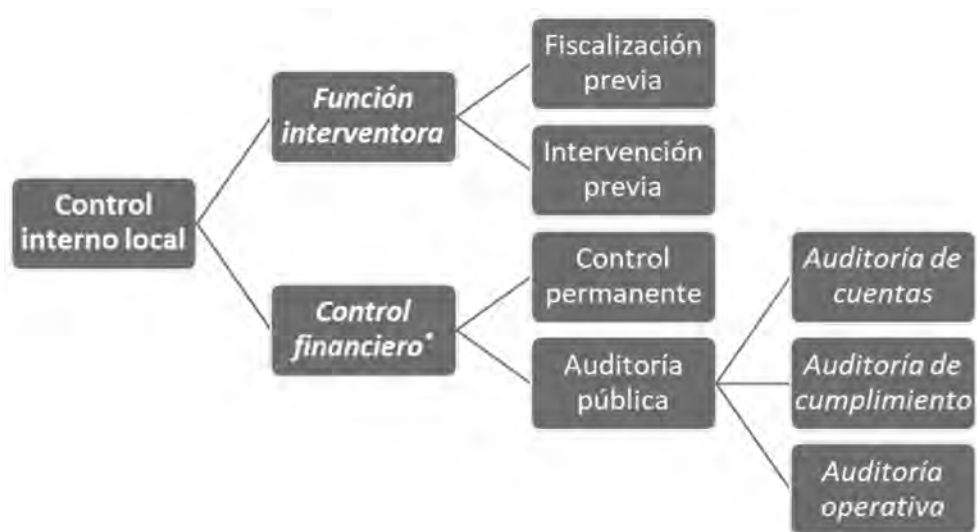 Control
interno local
Función
interventora
Fiscalización
previa
Intervención
previa
Control
financiero*
Control
permanente
Auditoría
pública
Auditoría de
cuentas
Auditoría de
cumplimiento
Auditoría
operativa